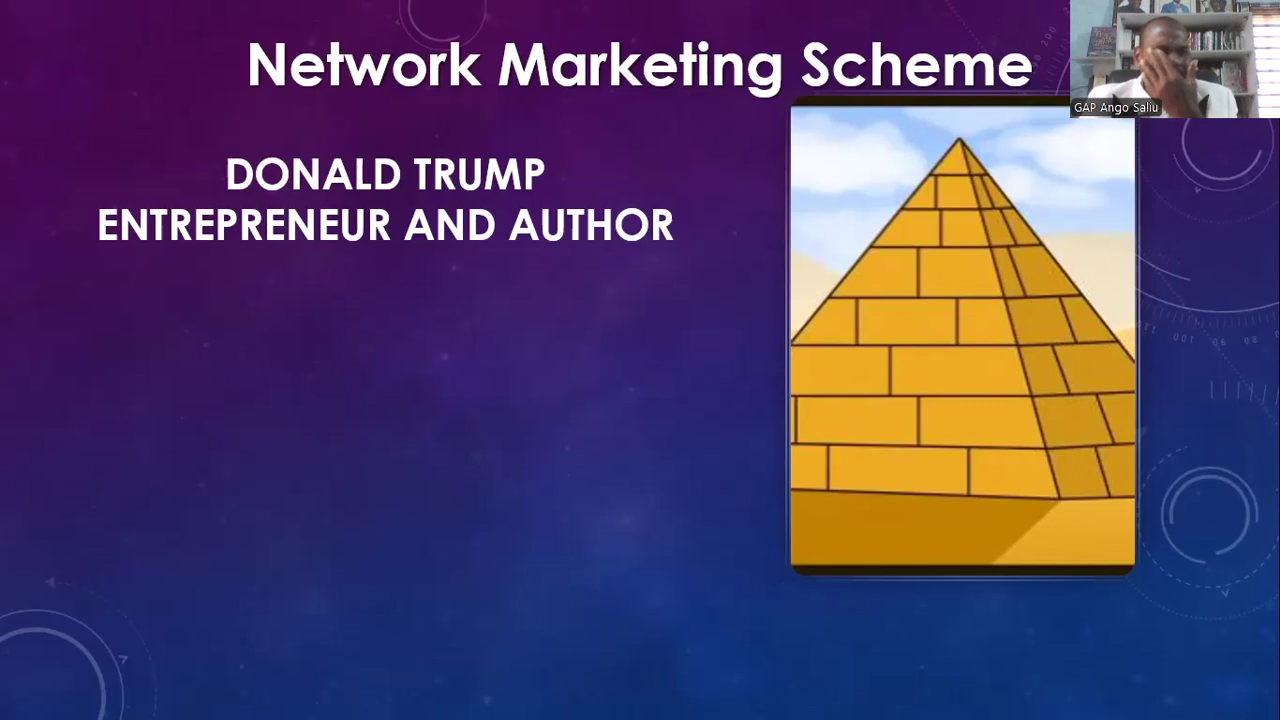 Network Marketing Scheme
GAP Ango Saliu
DONALD TRUMP
ENTREPRENEUR AND AUTHOR